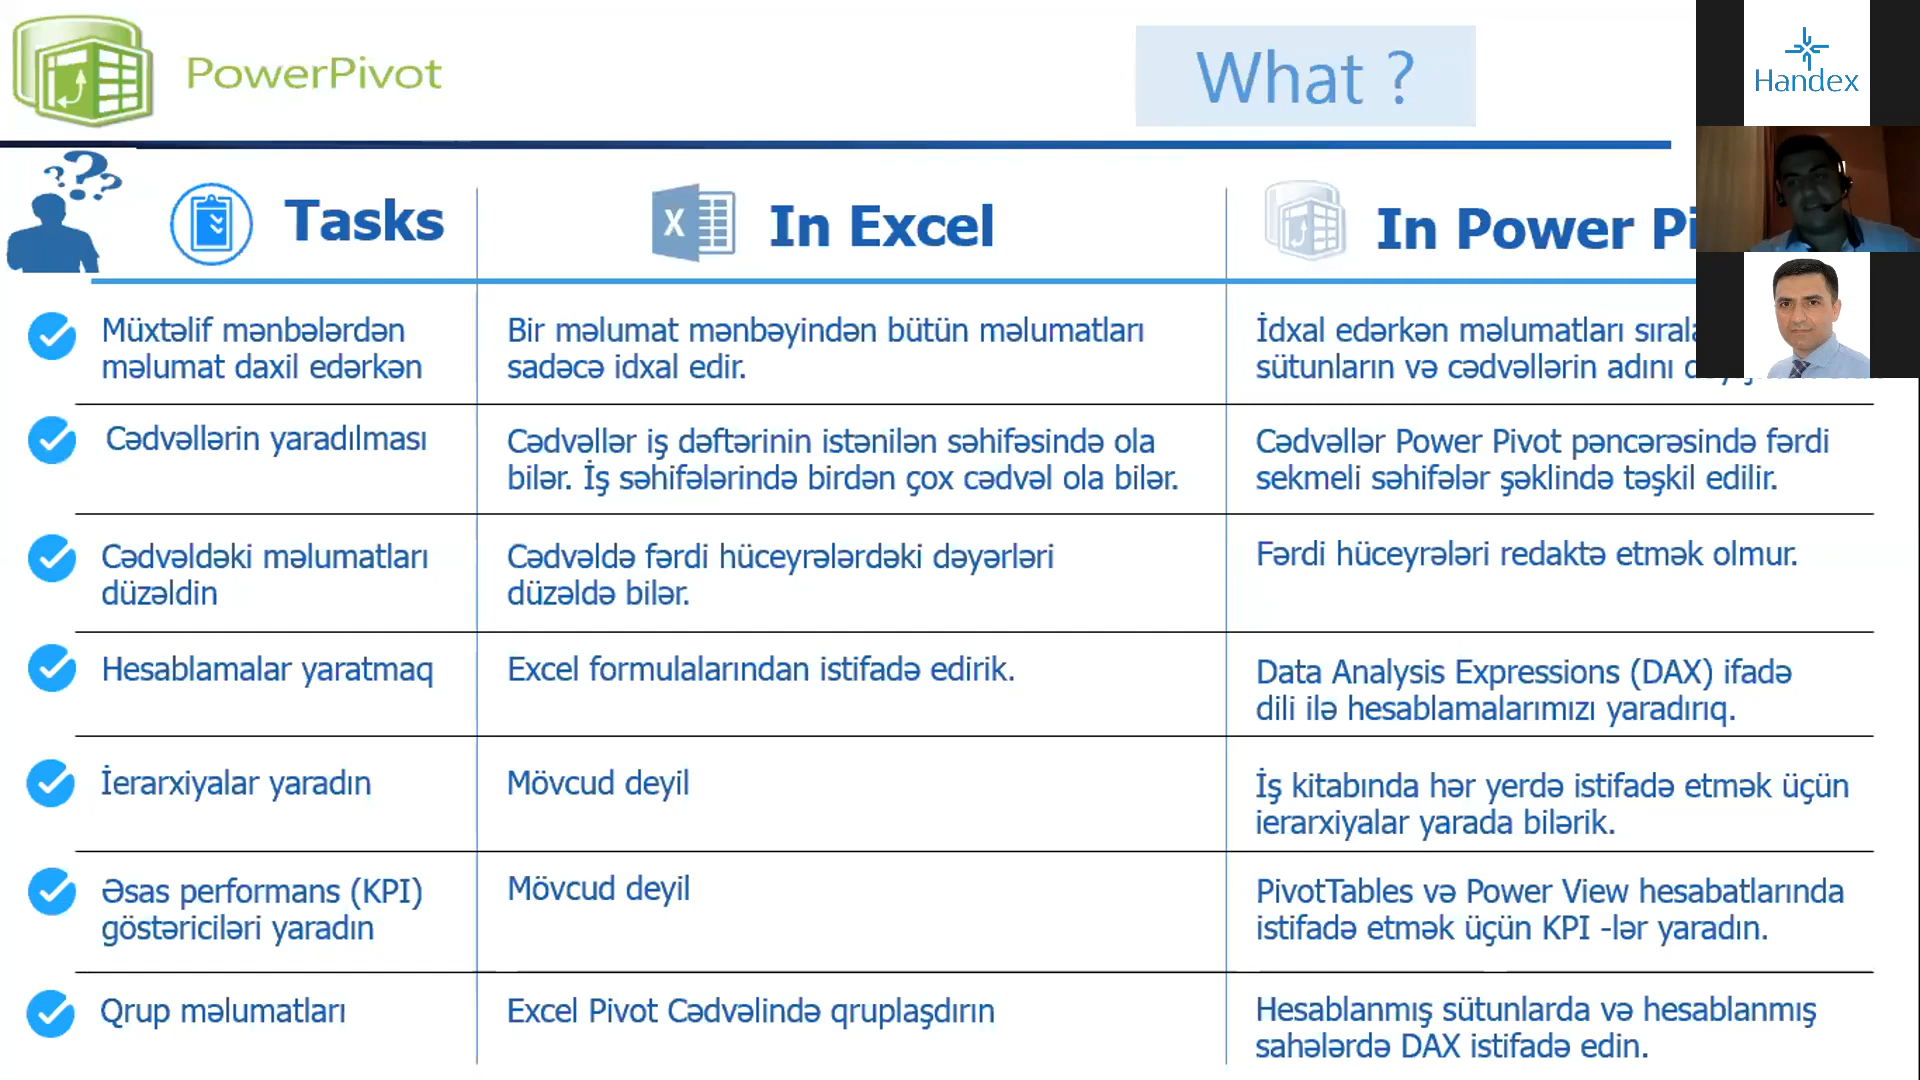 PowerPivot
What ?
Handex
Tasks
In Excel
In Power
Müxtəlif mənbələrdən
məlumat daxil edərkən
Bir məlumat mənbəyindən bütün məlumatları
sadəcə idxal edir.
İdxal edərkən məlumatları
sütunların və cədvəllərin adını
Cədvəllərin yaradılması
Cədvəllər iş dəftərinin istənilən səhifəsində ola
bilər. İş səhifələrində birdən çox cədvəl ola bilər.
Cədvəllər Power Pivot pəncərəsində fərdi
sekmeli səhifələr şəklində təşkil edilir.
Cədvəldəki məlumatları
düzəldin
Cədvəldə fərdi hüceyrələrdəki dəyərləri
düzəldə bilər.
Fərdi hüceyrələri redaktə etmək olmur.
Hesablamalar yaratmaq
Excel formulalarından istifadə edirik.
Data Analysis Expressions (DAX) ifadə
dili ilə hesablamalarımızı yaradırıq.
İerarxiyalar yaradın
Mövcud deyil
İş kitabında hər yerdə istifadə etmək üçün
ierarxiyalar yarada bilərik.
Əsas performans (KPI)
göstəriciləri yaradın
Mövcud deyil
PivotTables və Power View hesabatlarında
istifadə etmək üçün KPI -lər yaradın.
Qrup məlumatları
Excel Pivot Cədvəlində qruplaşdırın
Hesablanmış sütunlarda və hesablanmış
sahələrdə DAX istifadə edin.